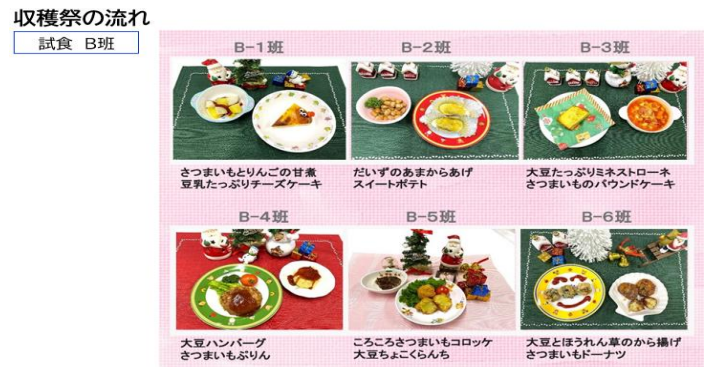 収穫祭の流れ
試食 B班
B-1班
B-2班
B-3班
さつまいもとりんごの甘煮
豆乳たっぷりチーズケーキ
だいずのあまからあげ
スイートポテト
大豆たっぷりミネストローネ
さつまいものパウンドケーキ
B-4班
B-5班
B-6班
大豆ハンバーグ
さつまいもぷりん
ころころさつまいもコロッケ
大豆ちょこくらんち
大豆とほうれん草のから揚げ
さつまいもドーナツ